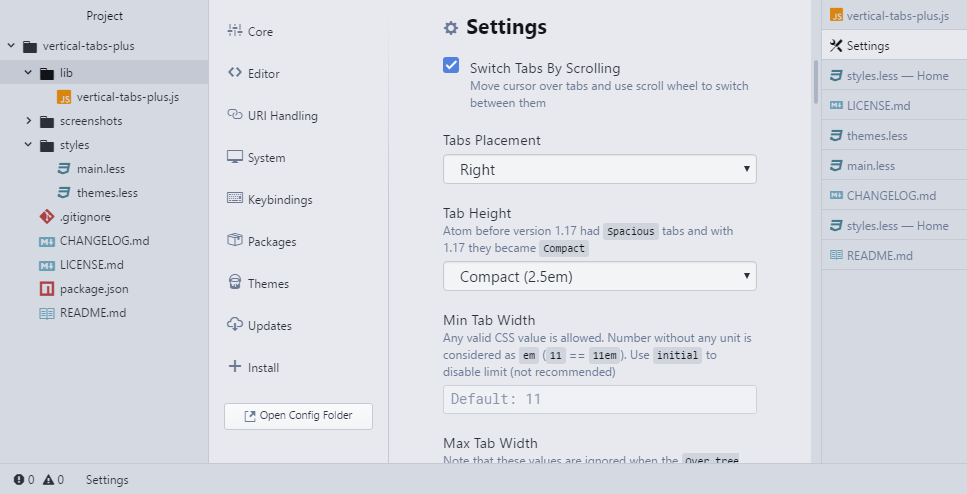 Project
vertical-tabs-plus
lib
JS
vertical-tabs-plus.js
screenshots
styles
main.less
themes.less
.gitignore
CHANGELOG.md
LICENSE.md
package.json
README.md
Core
Editor
URI Handling
System
Keybindings
Packages
Themes
Updates
Install
Open Config Folder
Settings
Switch Tabs By Scrolling
Move cursor over tabs and use scroll wheel to switch
between them
Tabs Placement
Right
Tab Height
Atom before version 1.17 had Spacious tabs and with
1.17 they became Compact
Compact (2.5em)
Min Tab Width
Any valid CSS value is allowed. Number without any unit is
considered as em (11 == 11em). Use initial to
disable limit (not recommended)
Default: 11
Max Tab Width
Note that these values are ignored when the Over tree
JS
vertical-tabs-plus.js
Settings
styles.less — Home
LICENSE.md
themes.less
main.less
CHANGELOG.md
styles.less — Home
README.md
0 0 Settings